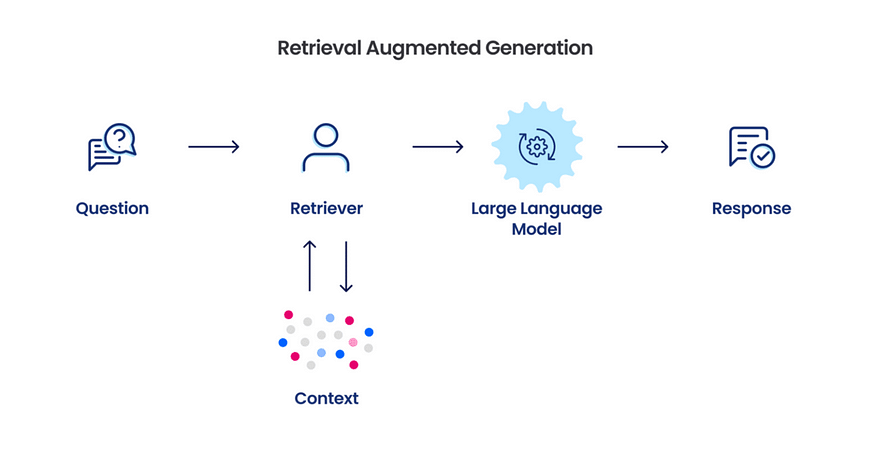 Retrieval Augmented Generation
?
Question
Retriever
Large Language
Model
Response
Context